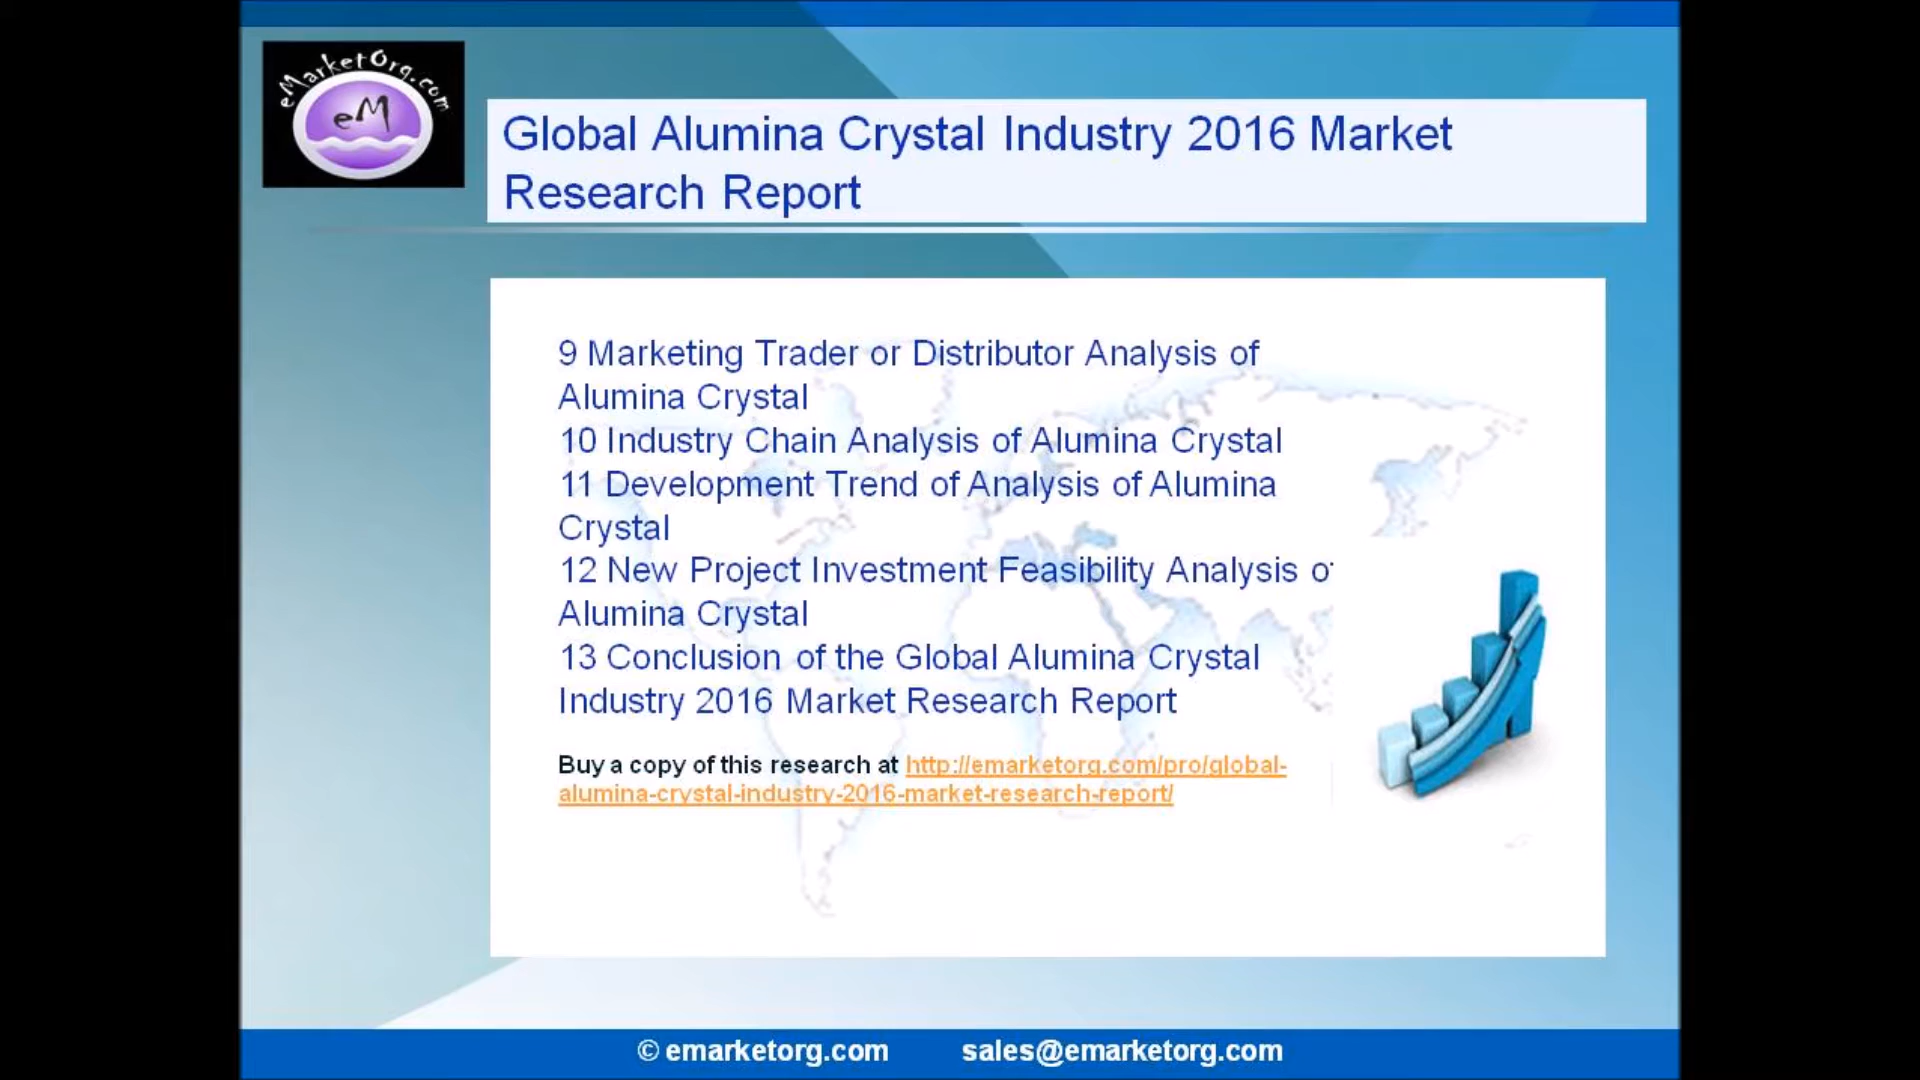 eMarketOrg.com
eM
Global Alumina Crystal Industry 2016 Market
Research Report
9 Marketing Trader or Distributor Analysis of
Alumina Crystal
10 Industry Chain Analysis of Alumina Crystal
11 Development Trend of Analysis of Alumina
Crystal
12 New Project Investment Feasibility Analysis of
Alumina Crystal
13 Conclusion of the Global Alumina Crystal
Industry 2016 Market Research Report
Buy a copy of this research at http://emarketorg.com/pro/global-
alumina-crystal-industry-2016-market-research-report/
© emarketorg.com sales@emarketorg.com